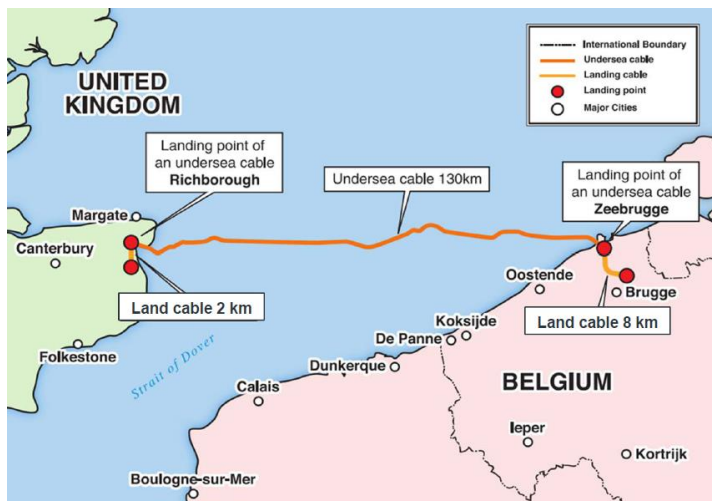 International Boundary
Undersea cable
Landing cable
Landing point
Major Cities
UNITED
KINGDOM
Landing point of
an undersea cable
Richborough
Undersea cable 130km
Landing point
of an undersea cable
Zeebrugge
Margate
Canterbury
Land cable 2 km
Oostende
Brugge
Land cable 8 km
Folkestone
Strait of Dover
Koksijde
De Panne
Dunkerque
Calais
BELGIUM
Ieper
Kortrijk
Boulogne-sur-Mer